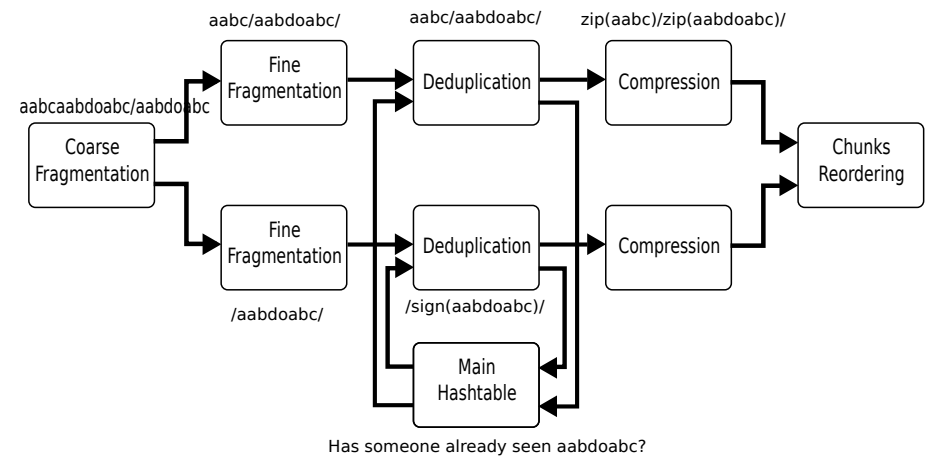 aabc/aabdoabc/
aabc/aabdoabc/
zip(aabc)/zip(aabdoabc)/
Fine
Fragmentation
Deduplication
Compression
aabcaabdoabc/aabdoabc
Coarse
Fragmentation
Chunks
Reordering
Fine
Fragmentation
Deduplication
Compression
/aabdoabc/
/sign(aabdoabc)/
Main
Hashtable
Has someone already seen aabdoabc?